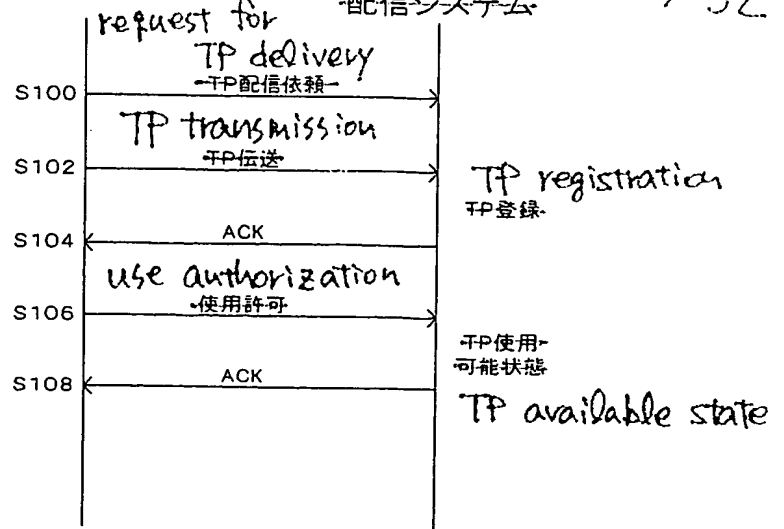 配信システム
request for
TP delivery
TP配信依頼
S100
TP transmission
TP伝送
S102
TP registration
TP登録
S104 ACK
use authorization
使用許可
S106
TP使用
可能状態
S108 ACK
TP available state